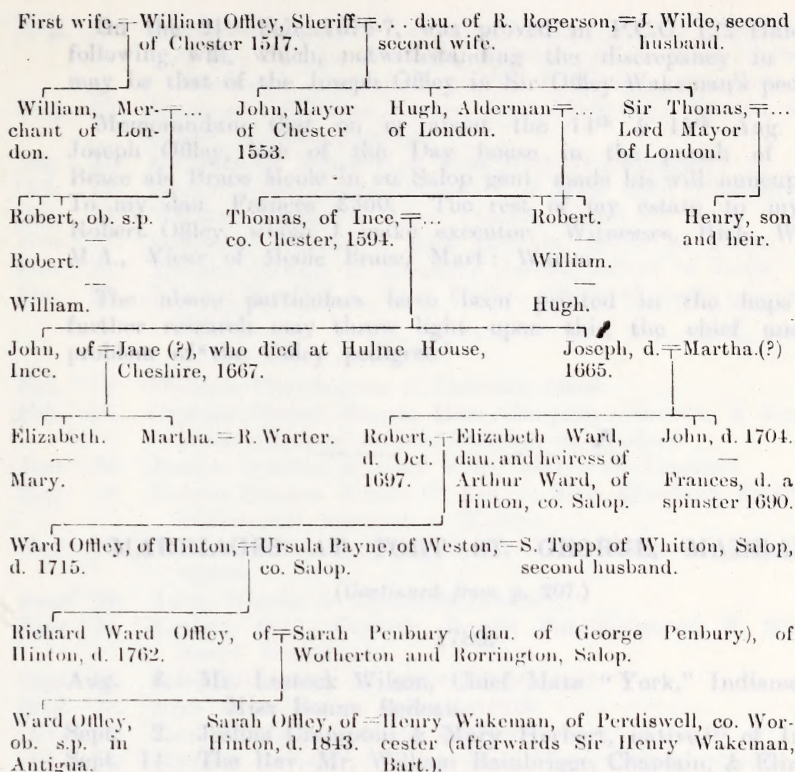 First wife.=William Offley, Sheriff=... dau. of R. Rogerson,=J. Wilde, second
of Chester 1517. second wife. husband.
William, Mer-=... John, Mayor Hugh, Alderman=... Sir Thomas,=...
chant of Lon- of Chester of London. Lord Mayor
don. 1553. of London.
Robert, ob. s.p. Thomas, of Ince,=... Robert. Henry, son
— co. Chester, 1594. — and heir.
Robert. William.
— —
William. Hugh.
John, of=Jane (?), who died at Hulme House, Joseph, d.=Martha.(?)
Ince. Cheshire, 1667. 1665.
Elizabeth. Martha.=R. Warter. Robert,=Elizabeth Ward, John, d. 1704.
— d. Oct. dau. and heiress of —
Mary. 1697. Arthur Ward, of Frances, d. a
Hinton, co. Salop. spinster 1690.
Ward Offley, of Hinton,=Ursula Payne, of Weston,=S. Topp, of Whitton, Salop,
d. 1715. co. Salop. second husband.
Richard Ward Offley, of=Sarah Penbury (dau. of George Penbury), of
Hinton, d. 1762. Wotherton and Rorrington, Salop.
Ward Offley, Sarah Offley, of=Henry Wakeman, of Perdiswell, co. Wor-
ob. s.p. in Hinton, d. 1843. cester (afterwards Sir Henry Wakeman,
Antigua. Bart.).